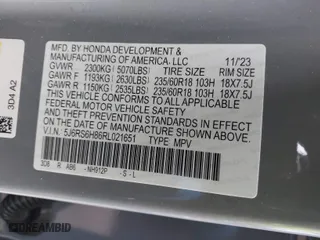 MFD. BY HONDA DEVELOPMENT &
MANUFACTURING OF AMERICA, LLC 11/23
GVWR 2300KG (5070LBS) TIRE SIZE RIM SIZE
GAWR F 1193KG (2630LBS) 235/60R18 103H 18X7.5J
GAWR R 1150KG (2535LBS) 235/60R18 103H 18X7.5J
THIS VEHICLE CONFORMS TO ALL APPLICABLE
FEDERAL MOTOR VEHICLE SAFETY AND
THEFT PREVENTION STANDARDS IN EFFECT ON
THE DATE OF MANUFACTURE SHOWN ABOVE.
V.I.N. 5J6RS6H86RL021651 TYPE MPV
3D8 R AB6 -NH912P -S-L
3D4 A2
DREAMBID